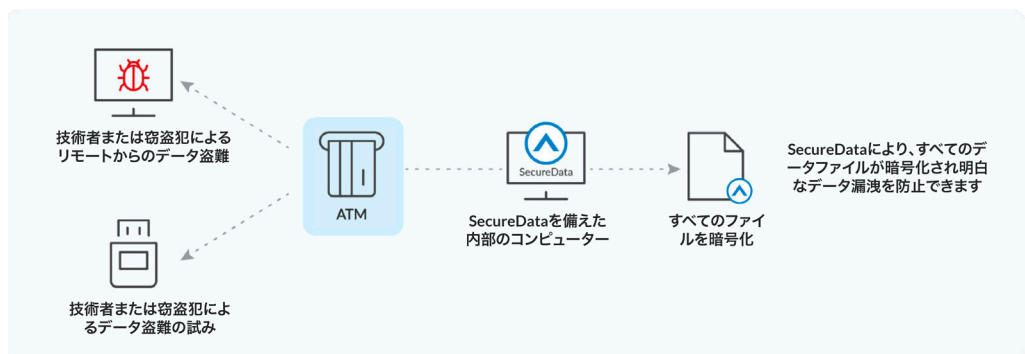 技術者または窃盗犯による
リモートからのデータ盗難
ATM
技術者または窃盗犯によ
るデータ盗難の試み
SecureData
SecureDataを備えた
内部のコンピューター
すべてのファイ
ルを暗号化
SecureDataにより、すべてのデ
ータファイルが暗号化され明白
なデータ漏洩を防止できます